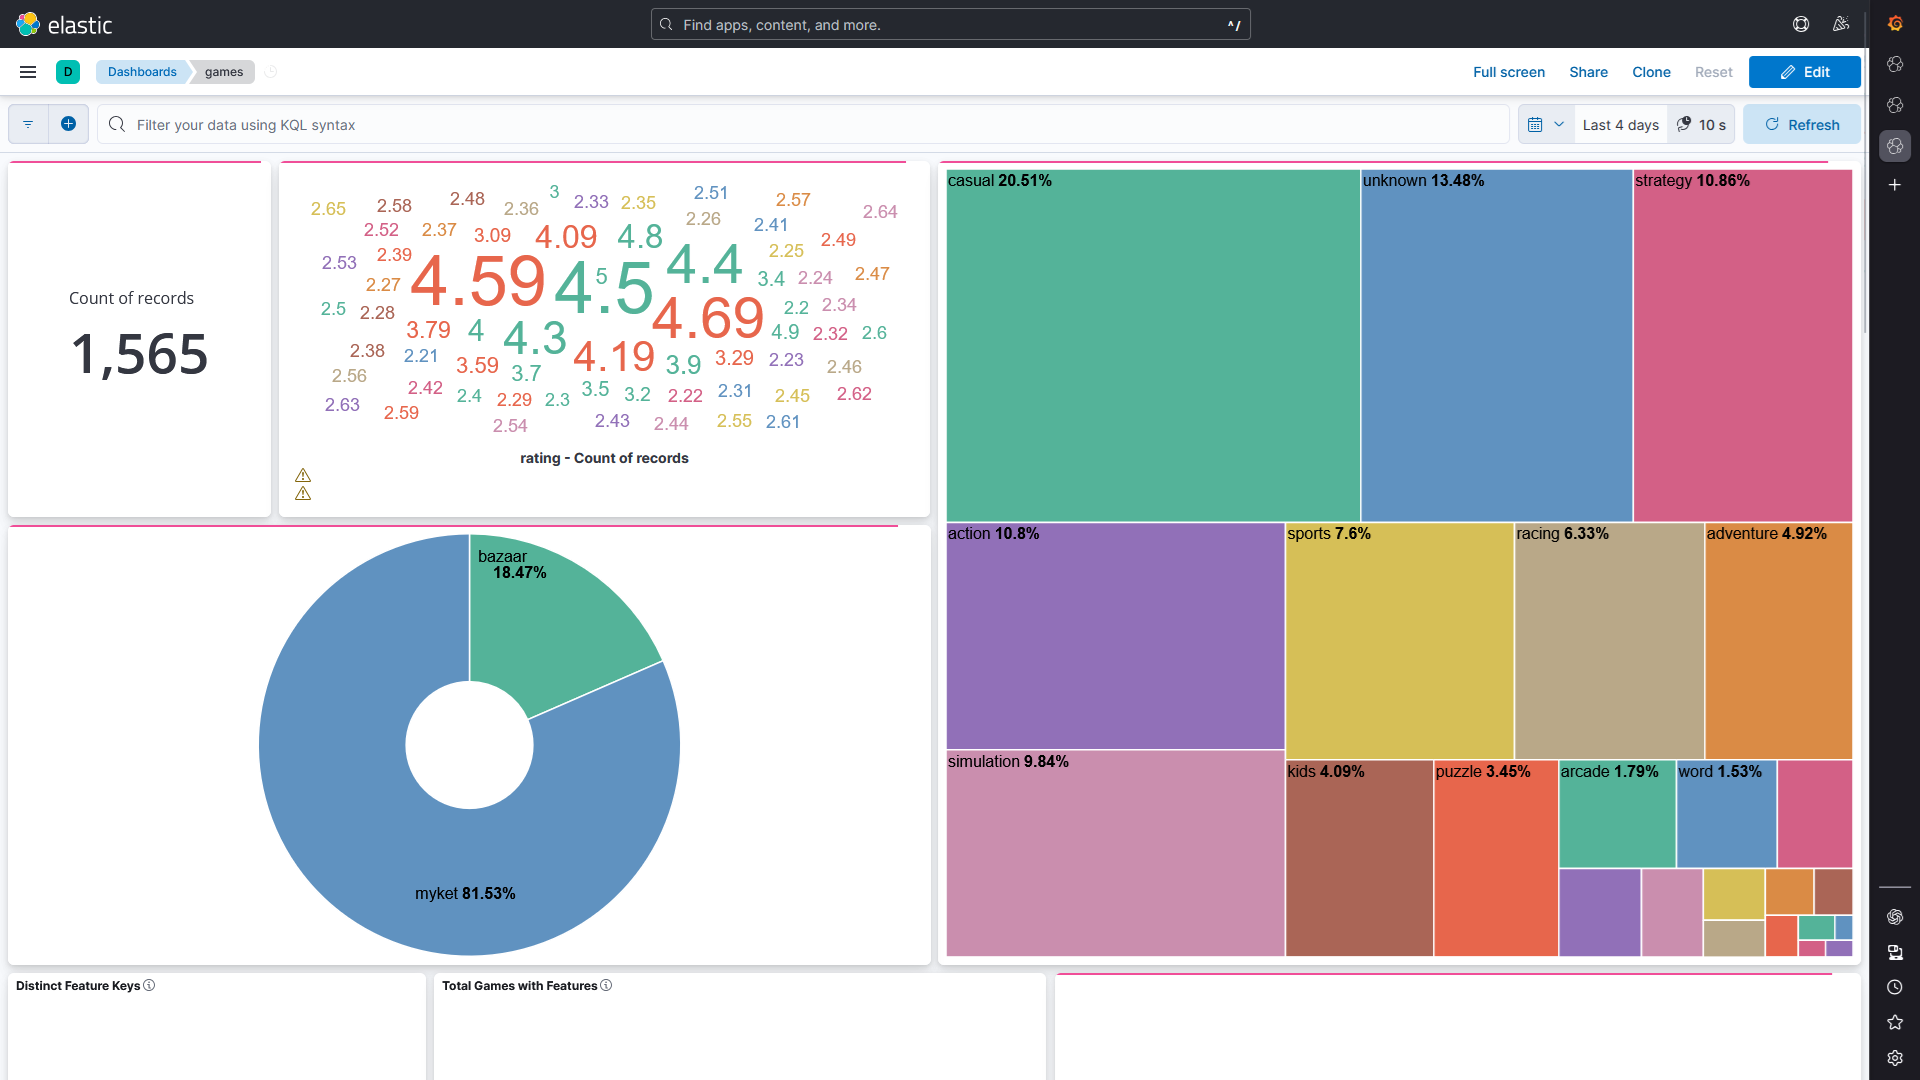 elastic
Find apps, content, and more.
^/
D
Dashboards
games
Full screen
Share
Clone
Reset
Edit
Filter your data using KQL syntax
Last 4 days
10 s
Refresh
Count of records
1,565
3
2.65
2.58
2.48
2.36
2.33
2.35
2.51
2.57
2.64
2.52
2.37
3.09
4.09
4.8
2.26
2.41
2.49
2.53
2.39
4.59
4.5
5
4.4
2.25
3.4
2.24
2.47
2.27
2.5
2.28
4.69
2.2
2.34
3.79
4
4.3
4.9
2.32
2.6
2.38
2.21
3.59
4.19
3.9
3.29
2.23
2.46
2.56
3.7
2.42
2.4
2.29
2.3
3.5
3.2
2.22
2.31
2.45
2.62
2.63
2.59
2.54
2.43
2.44
2.55
2.61
rating - Count of records
casual 20.51%
unknown 13.48%
strategy 10.86%
action 10.8%
sports 7.6%
racing 6.33%
adventure 4.92%
simulation 9.84%
kids 4.09%
puzzle 3.45%
arcade 1.79%
word 1.53%
bazaar
18.47%
myket 81.53%
Distinct Feature Keys
Total Games with Features